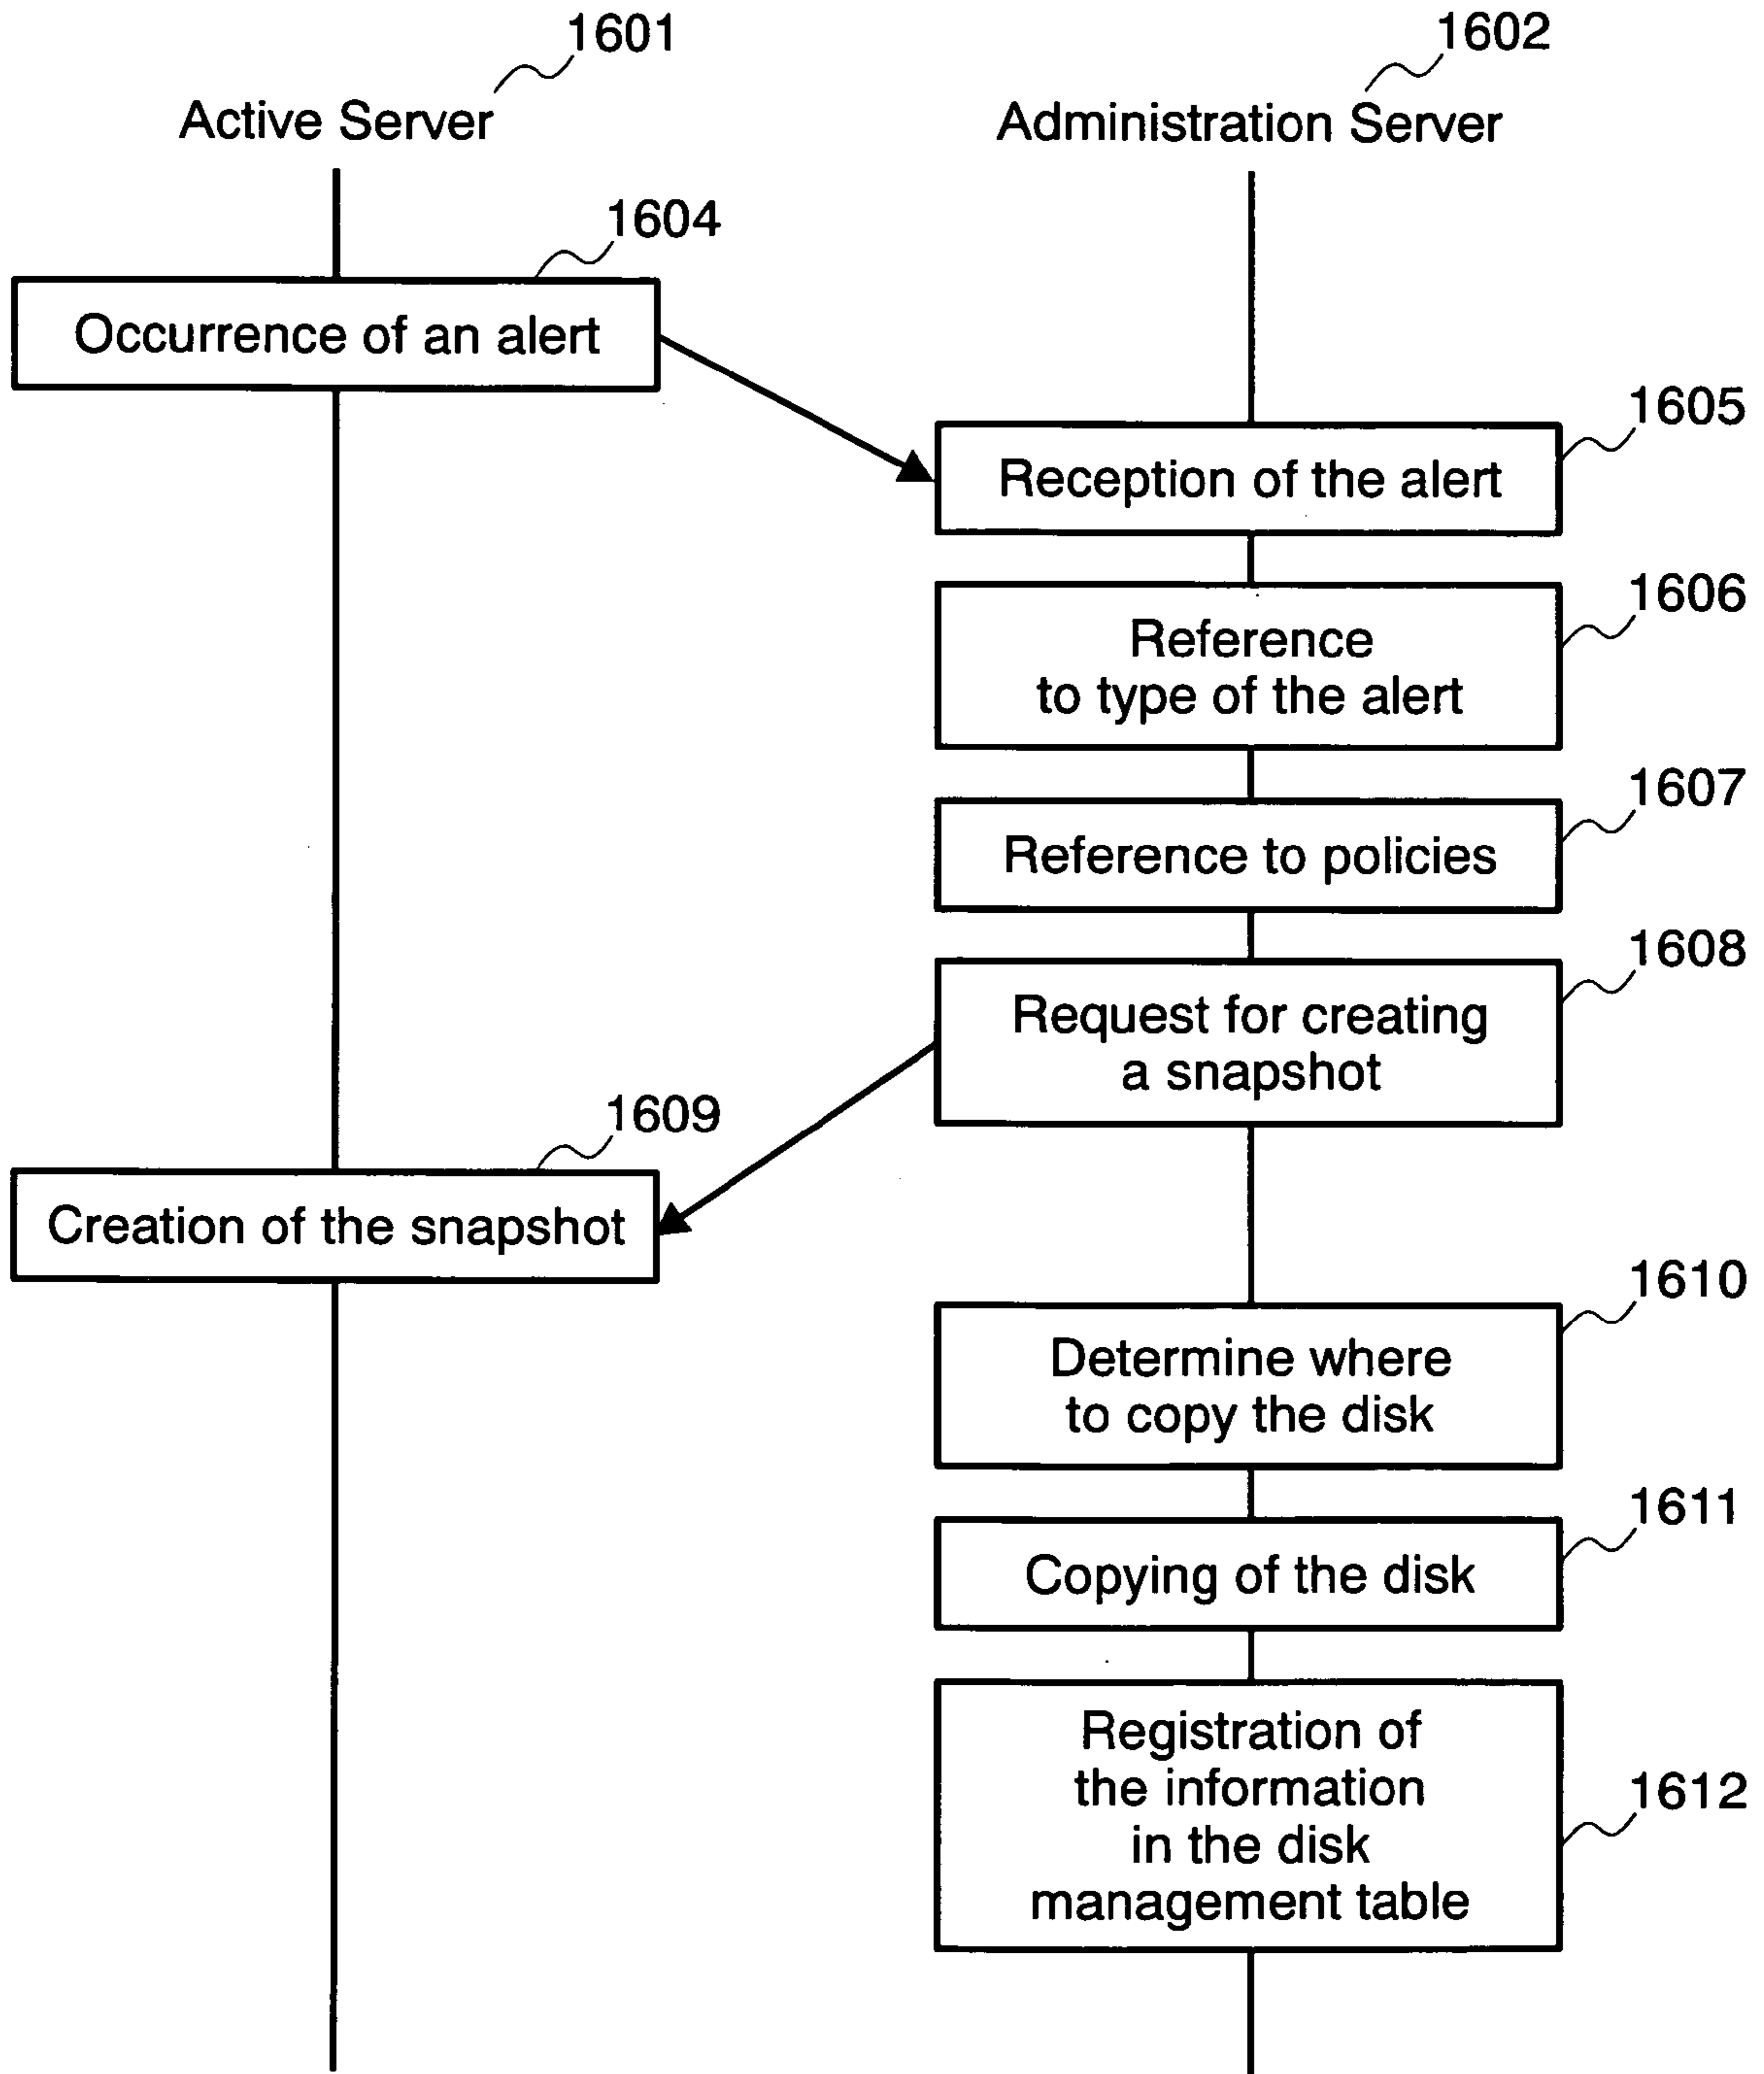 1601
1602
Active Server
Administration Server
1604
Occurrence of an alert
1605
Reception of the alert
1606
Reference
to type of the alert
1607
Reference to policies
1608
Request for creating
a snapshot
1609
Creation of the snapshot
1610
Determine where
to copy the disk
1611
Copying of the disk
Registration of
the information
1612
in the disk
management table